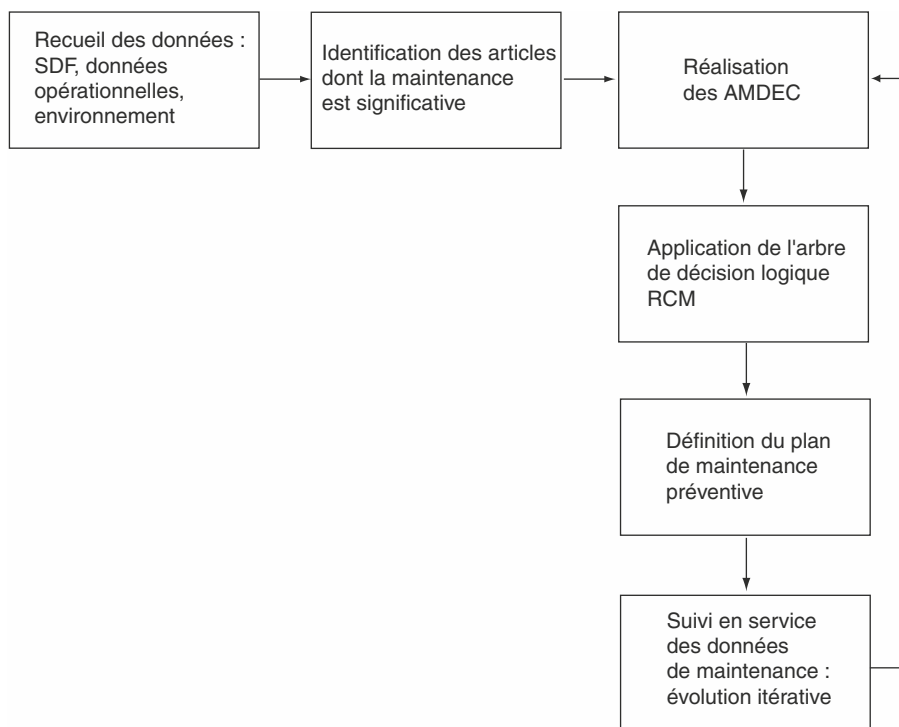 Recueil des données :
SDF, données
opérationnelles,
environnement
Identification des articles
dont la maintenance
est significative
Réalisation
des AMDEC
Application de l'arbre
de décision logique
RCM
Définition du plan
de maintenance
préventive
Suivi en service
des données
de maintenance :
évolution itérative